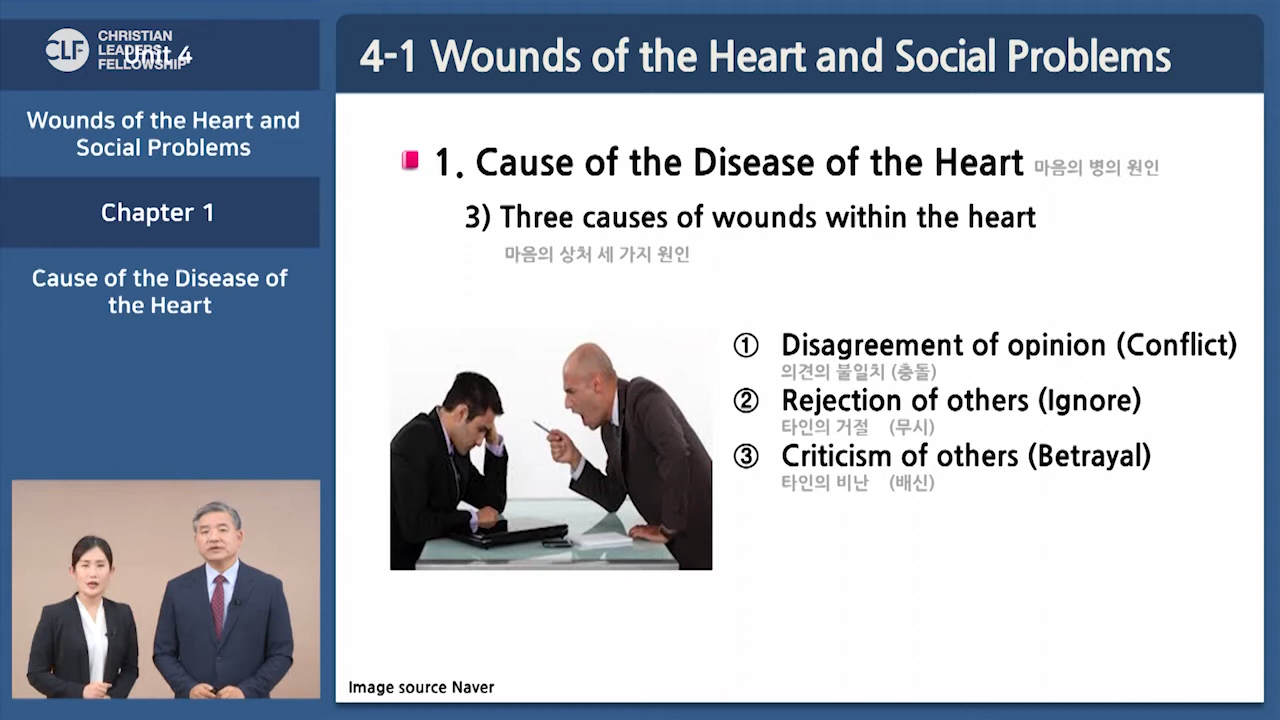 CHRISTIAN
LEADERS
FELLOWSHIP
CLF
Unit 4
Wounds of the Heart and
Social Problems
Chapter 1
Cause of the Disease of
the Heart
4-1 Wounds of the Heart and Social Problems
1. Cause of the Disease of the Heart 마음의 병의 원인
3) Three causes of wounds within the heart
마음의 상처 세 가지 원인
① Disagreement of opinion (Conflict)
의견의 불일치 (충돌)
② Rejection of others (Ignore)
타인의 거절 (무시)
③ Criticism of others (Betrayal)
타인의 비난 (배신)
Image source Naver